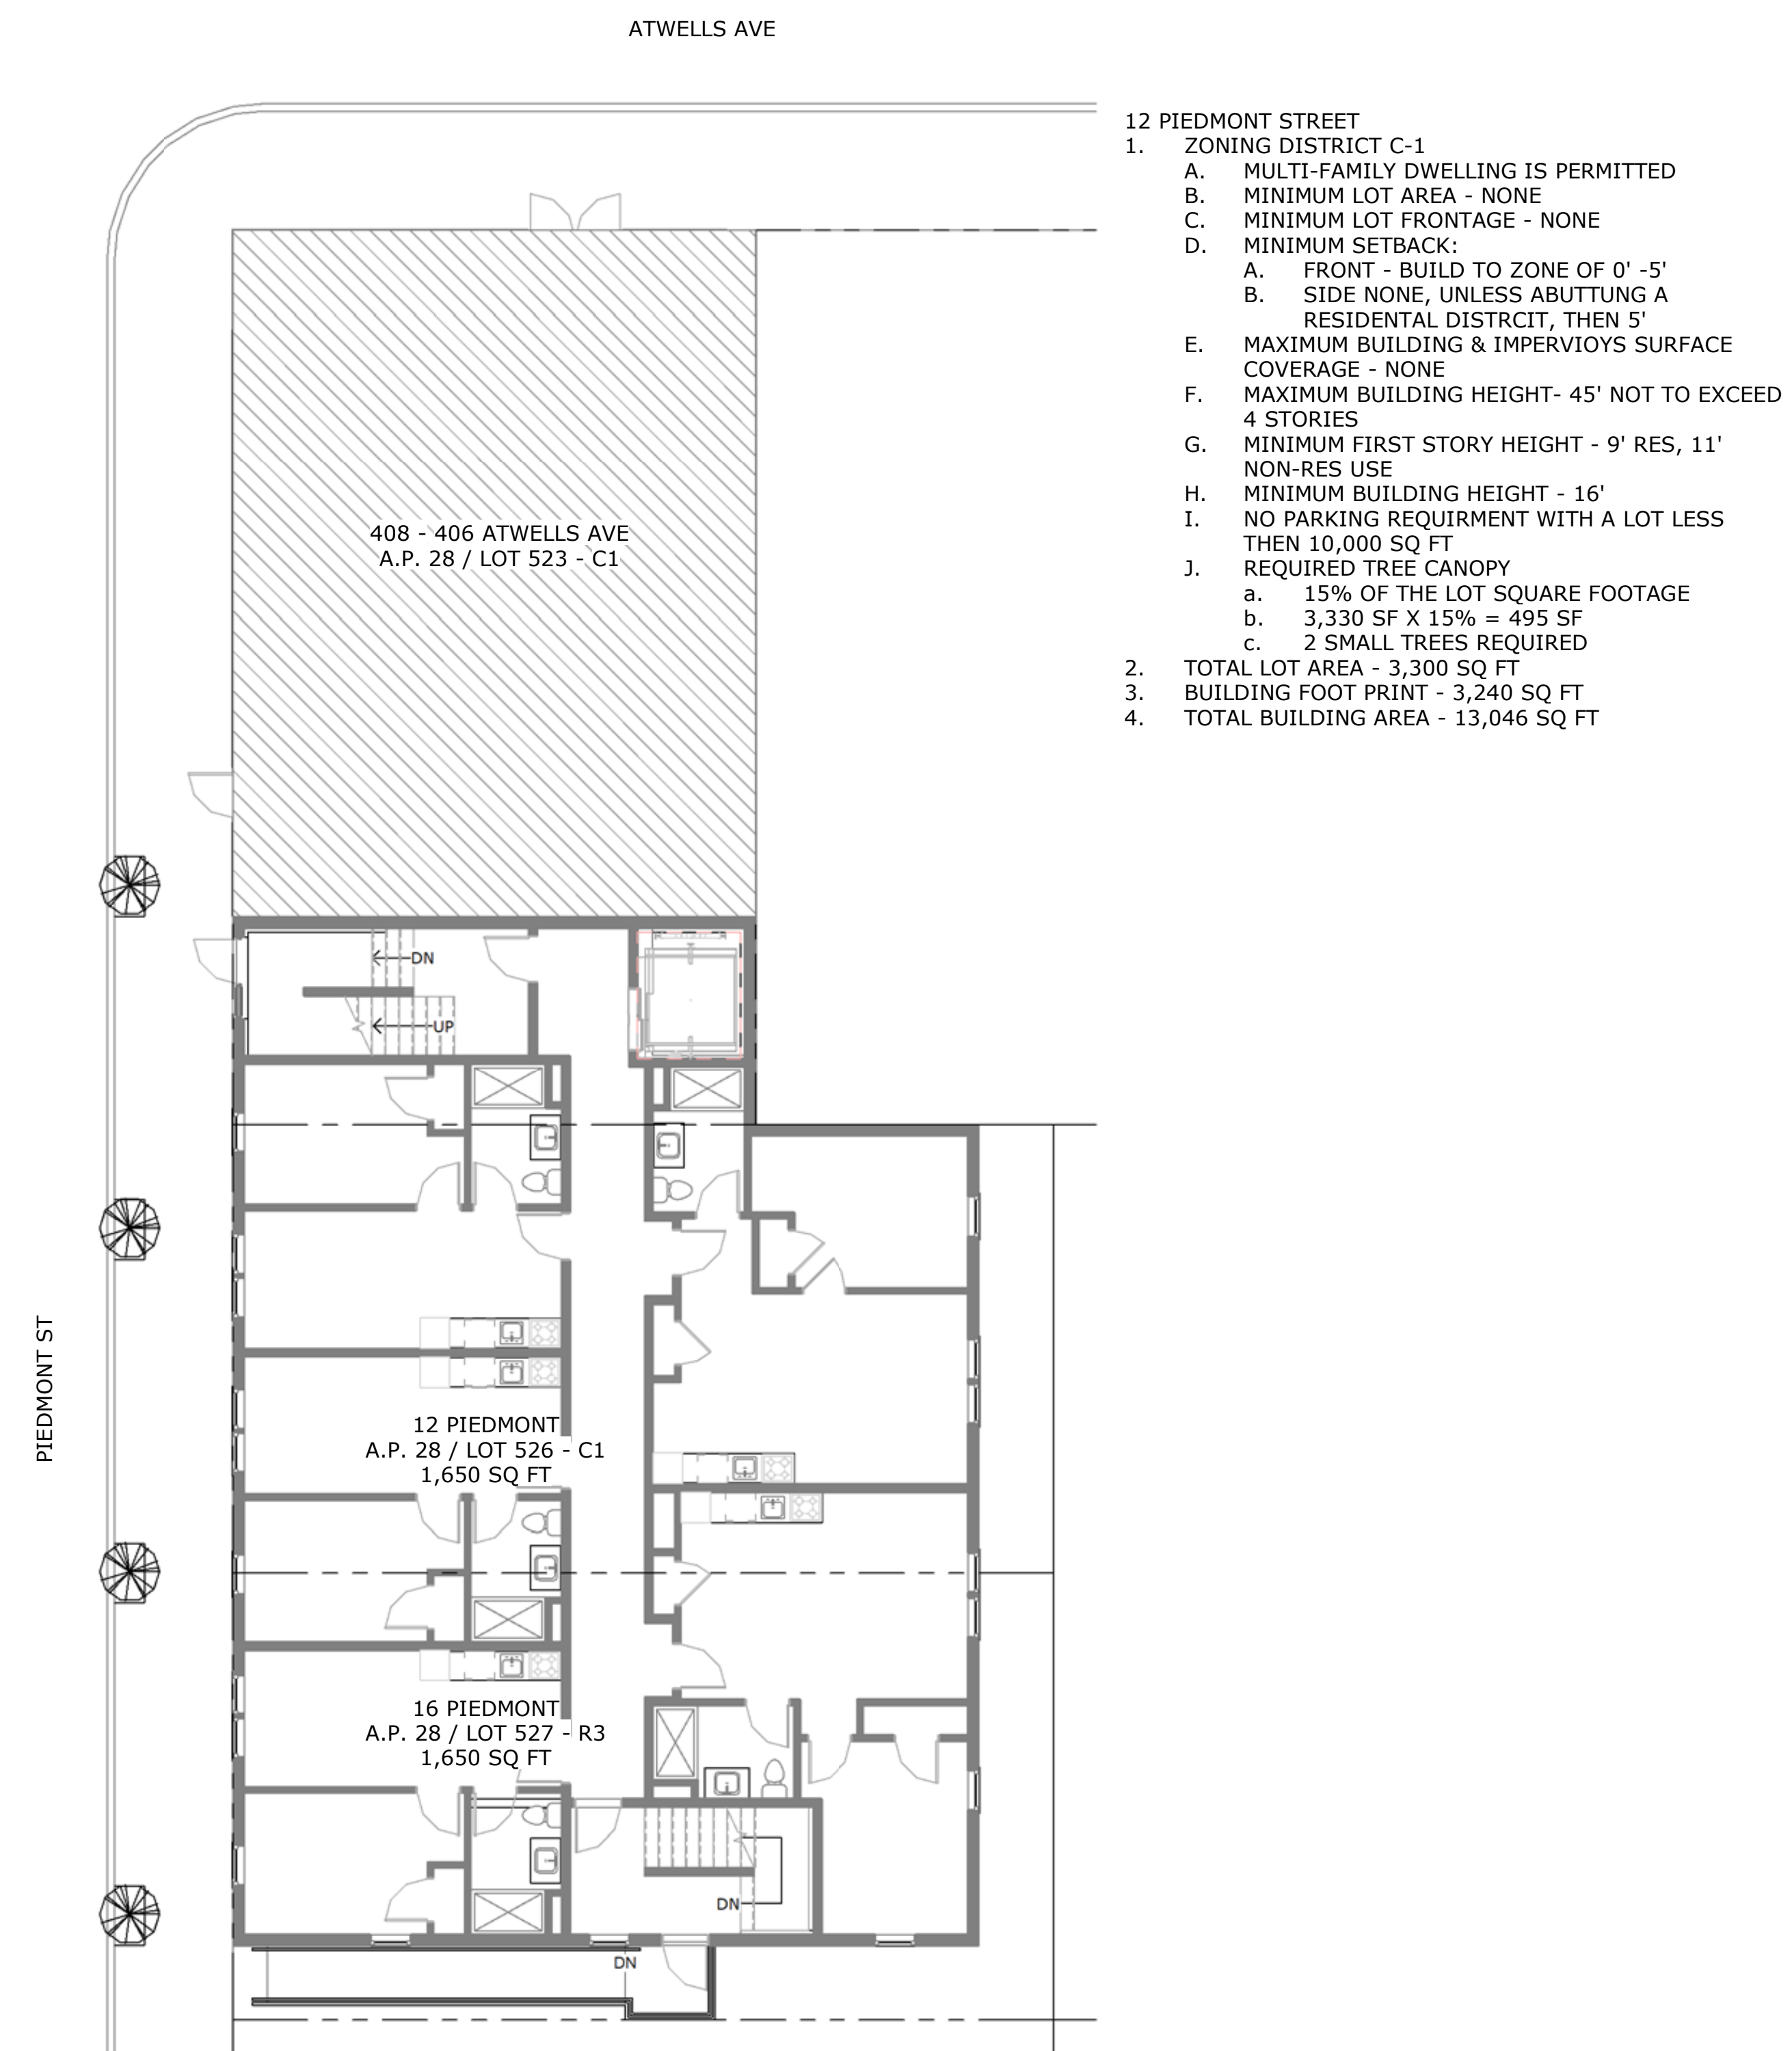 ATWELLS AVE
12 PIEDMONT STREET
1. ZONING DISTRICT C-1
A. MULTI-FAMILY DWELLING IS PERMITTED
B. MINIMUM LOT AREA - NONE
C. MINIMUM LOT FRONTAGE - NONE
D. MINIMUM SETBACK:
A. FRONT - BUILD TO ZONE OF 0' -5'
B. SIDE NONE, UNLESS ABUTTUNG A
RESIDENTAL DISTRCIT, THEN 5'
E. MAXIMUM BUILDING & IMPERVIOYS SURFACE
COVERAGE - NONE
F. MAXIMUM BUILDING HEIGHT- 45' NOT TO EXCEED
4 STORIES
G. MINIMUM FIRST STORY HEIGHT - 9' RES, 11'
NON-RES USE
H. MINIMUM BUILDING HEIGHT - 16'
I. NO PARKING REQUIRMENT WITH A LOT LESS
THEN 10,000 SQ FT
J. REQUIRED TREE CANOPY
a. 15% OF THE LOT SQUARE FOOTAGE
b. 3,330 SF X 15% = 495 SF
c. 2 SMALL TREES REQUIRED
2. TOTAL LOT AREA - 3,300 SQ FT
3. BUILDING FOOT PRINT - 3,240 SQ FT
4. TOTAL BUILDING AREA - 13,046 SQ FT
408 - 406 ATWELLS AVE
A.P. 28 / LOT 523 - C1
DN
UP
PIEDMONT ST
12 PIEDMONT
A.P. 28 / LOT 526 - C1
1,650 SQ FT
16 PIEDMONT
A.P. 28 / LOT 527 - R3
1,650 SQ FT
DN
DN